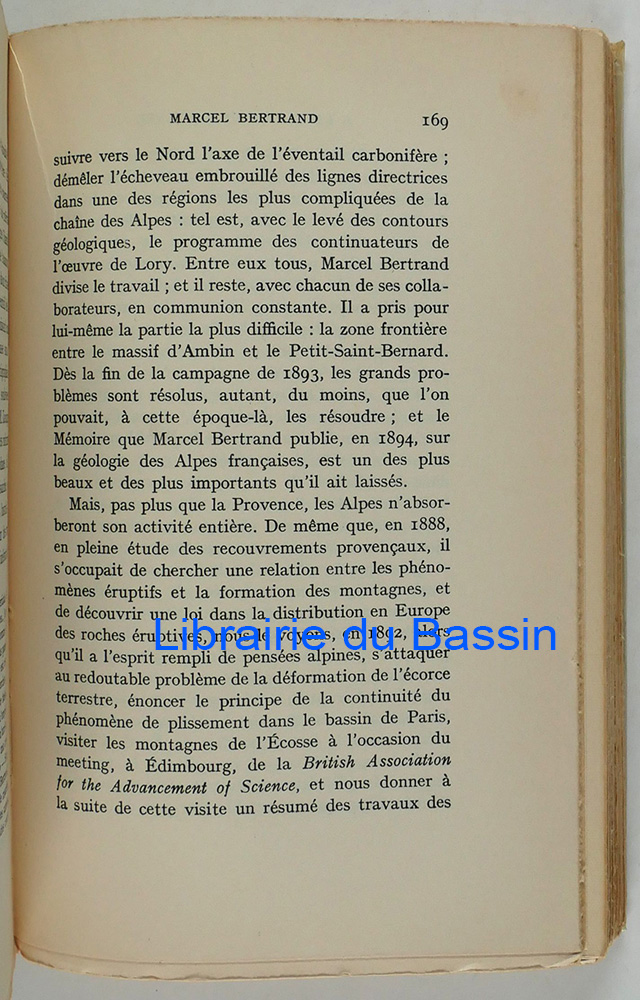 MARCEL BERTRAND 169
suivre vers le Nord l'axe de l'éventail carbonifère ;
démêler l'écheveau embrouillé des lignes directrices
dans une des régions les plus compliquées de la
chaîne des Alpes : tel est, avec le levé des contours
géologiques, le programme des continuateurs de
l'œuvre de Lory. Entre eux tous, Marcel Bertrand
divise le travail ; et il reste, avec chacun de ses colla-
borateurs, en communion constante. Il a pris pour
lui-même la partie la plus difficile : la zone frontière
entre le massif d'Ambin et le Petit-Saint-Bernard.
Dès la fin de la campagne de 1893, les grands pro-
blèmes sont résolus, autant, du moins, que l'on
pouvait, à cette époque-là, les résoudre ; et le
Mémoire que Marcel Bertrand publie, en 1894, sur
la géologie des Alpes françaises, est un des plus
beaux et des plus importants qu'il ait laissés.
Mais, pas plus que la Provence, les Alpes n'absor-
beront son activité entière. De même que, en 1888,
en pleine étude des recouvrements provençaux, il
s'occupait de chercher une relation entre les phéno-
mènes éruptifs et la formation des montagnes, et
de découvrir une loi dans la distribution en Europe
des roches éruptives, nous le voyons, en 1892, alors
qu'il a l'esprit rempli de pensées alpines, s'attaquer
au redoutable problème de la déformation de l'écorce
terrestre, énoncer le principe de la continuité du
phénomène de plissement dans le bassin de Paris,
visiter les montagnes de l'Écosse à l'occasion du
meeting, à Édimbourg, de la British Association
for the Advancement of Science, et nous donner à
la suite de cette visite un résumé des travaux des
Librairie du Bassin